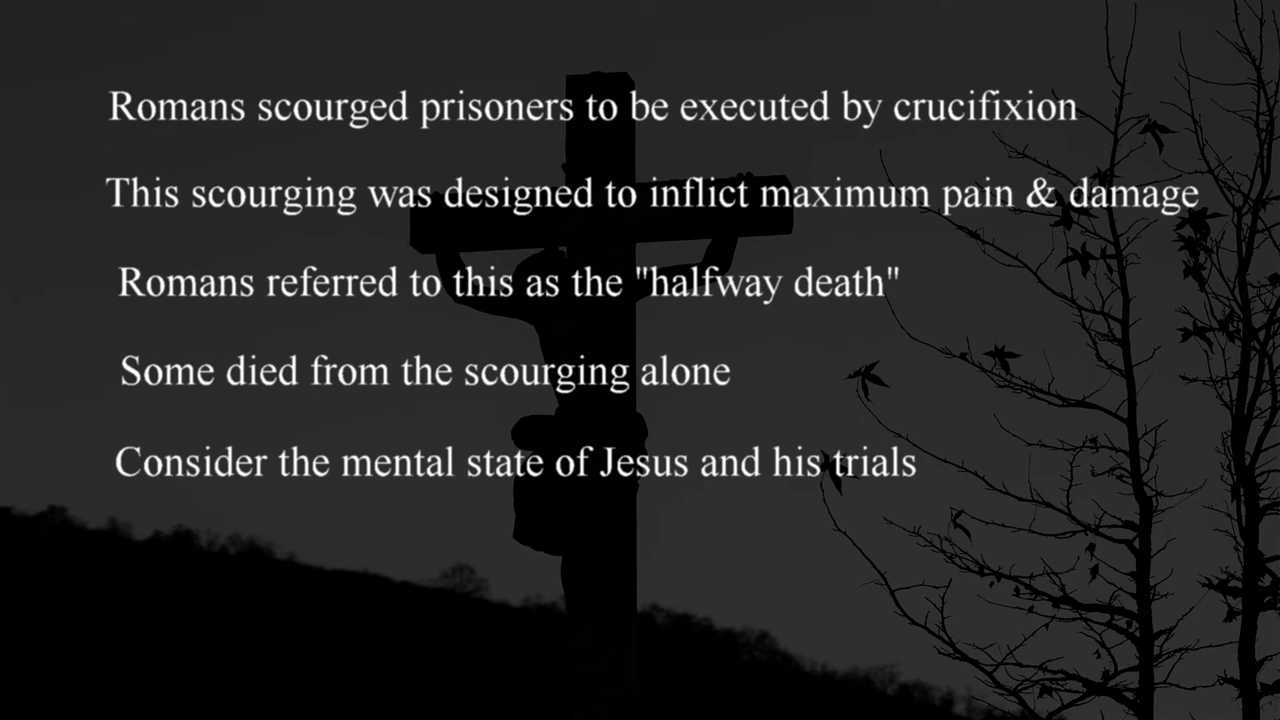 Romans scourged prisoners to be executed by crucifixion
This scourging was designed to inflict maximum pain & damage
Romans referred to this as the "halfway death"
Some died from the scourging alone
Consider the mental state of Jesus and his trials